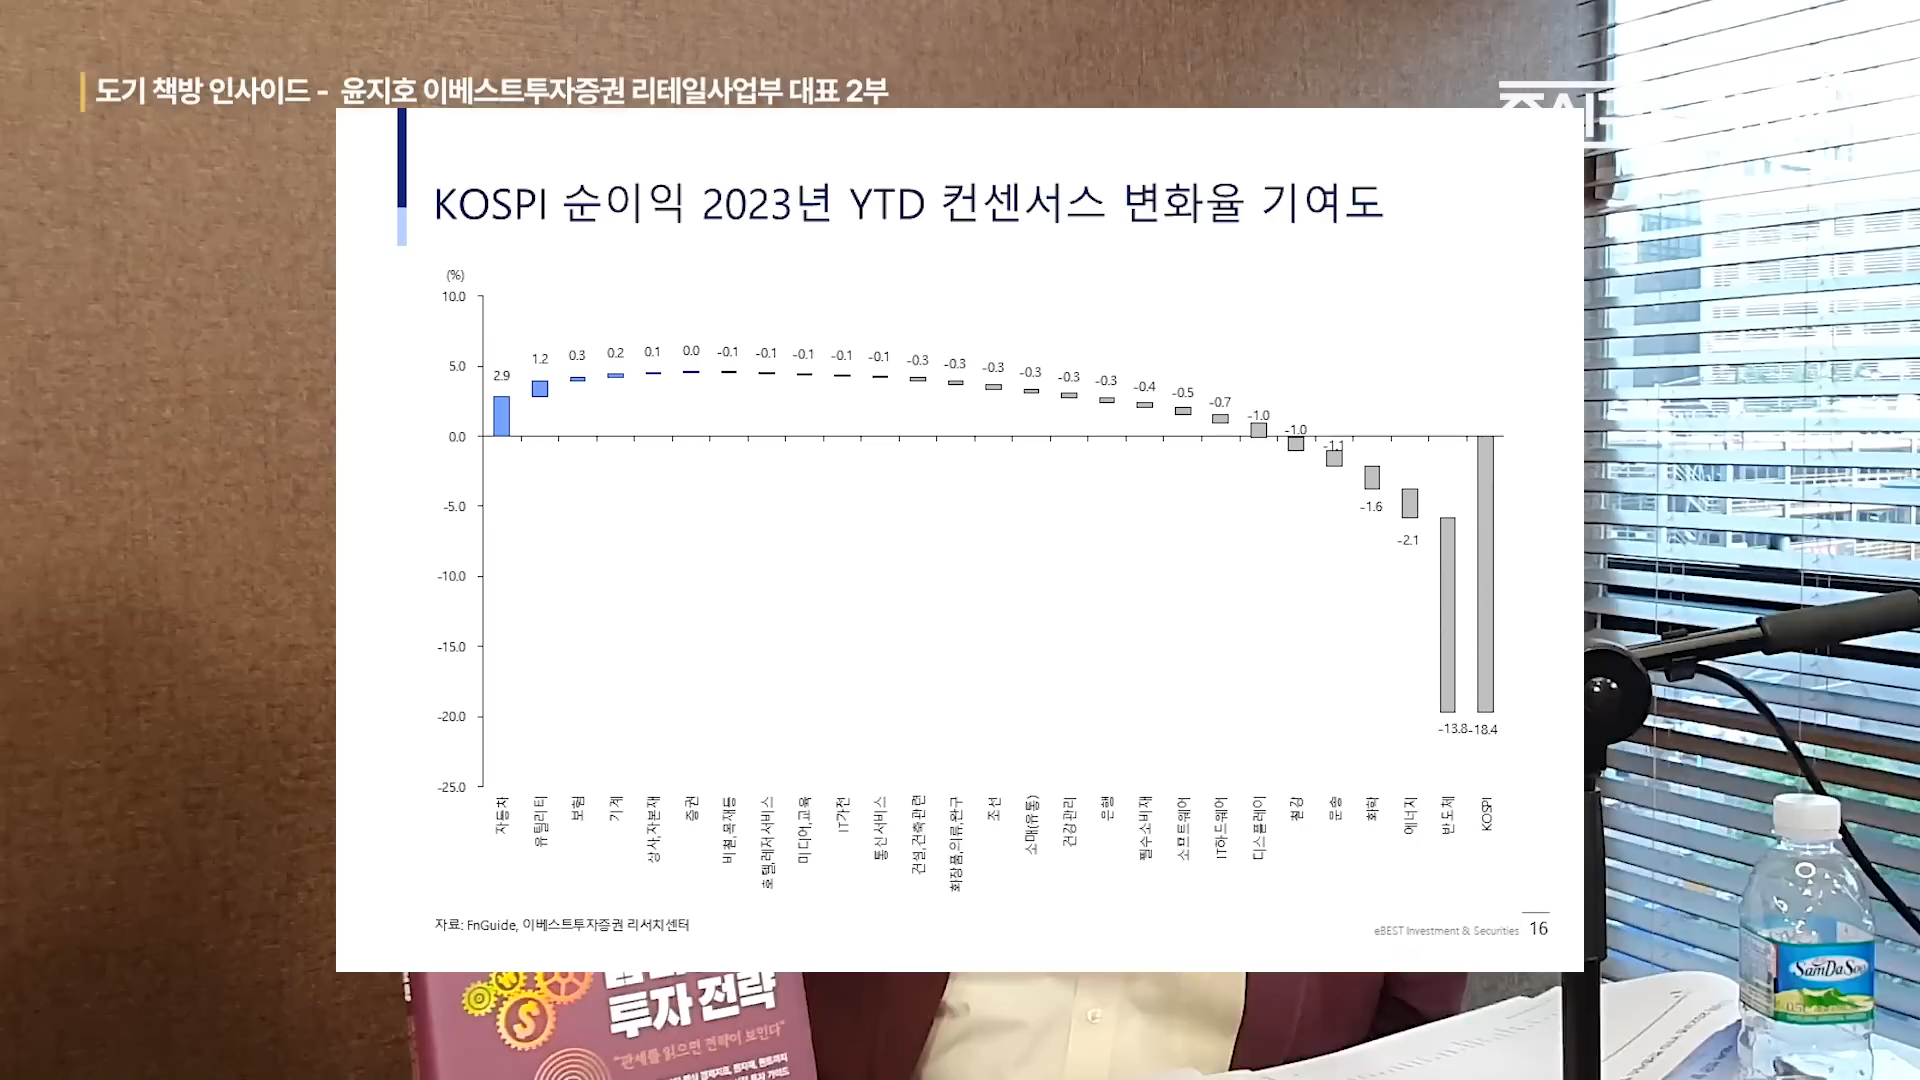 도기 책방 인사이드 - 윤지호 이베스트투자증권 리테일사업부 대표 2부
KOSPI 순이익 2023년 YTD 컨센서스 변화율 기여도
(%)
10.0
5.0
0.0
-5.0
-10.0
-15.0
-20.0
-25.0
2.9
1.2
0.3
0.2
0.1
0.0
-0.1
-0.1
-0.1
-0.1
-0.1
-0.3
-0.3
-0.3
-0.3
-0.3
-0.3
-0.4
-0.5
-0.7
-1.0
-1.0
-1.1
-1.6
-2.1
-13.8
-18.4
자동차
유틸리티
보험
기계
상사,자본재
증권
비철,목재등
호텔,레저서비스
미디어,교육
IT가전
통신서비스
건설,건축관련
화장품,의류,완구
조선
소매(유통)
건강관리
은행
필수소비재
소프트웨어
IT하드웨어
디스플레이
철강
운송
화학
에너지
반도체
KOSPI
자료: FnGuide, 이베스트투자증권 리서치센터
eBEST Investment & Securities 16
투자 전략
"관세를 읽으면 전략이 보인다"
SamDaSoo